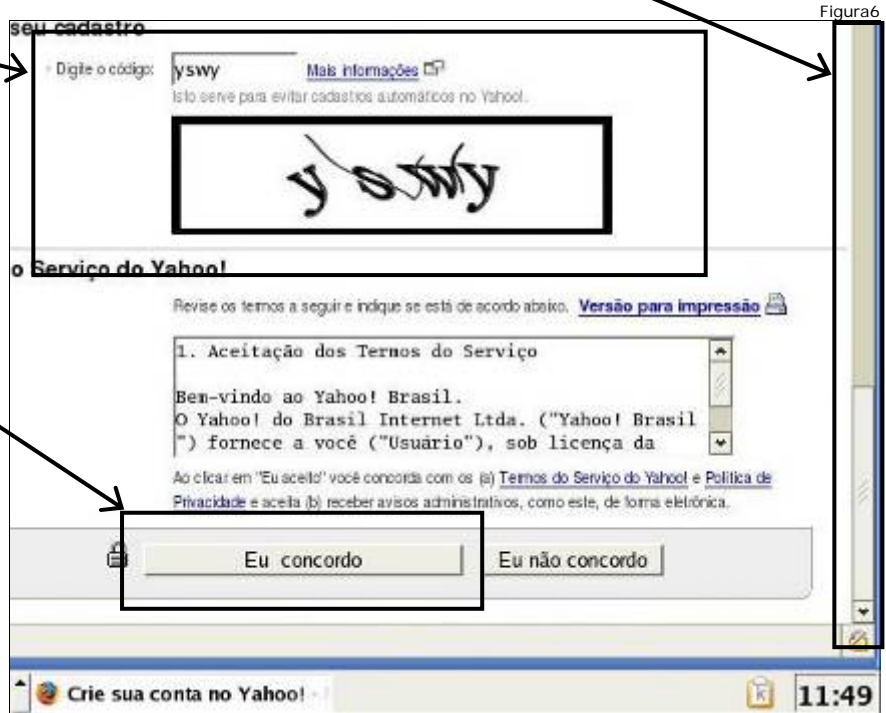 Figura6
seu cadastro
Digite o código: yswy Mais informações
Isto serve para evitar cadastros automáticos no Yahoo!.
y s w y
o Serviço do Yahoo!
Revise os termos a seguir e indique se está de acordo abaixo. Versão para impressão
1. Aceitação dos Termos do Serviço
Bem-vindo ao Yahoo! Brasil.
O Yahoo! do Brasil Internet Ltda. ("Yahoo! Brasil
") fornece a você ("Usuário"), sob licença da
Ao clicar em "Eu aceito" você concorda com os (a) Termos do Serviço do Yahoo! e Política de
Privacidade e aceita (b) receber avisos administrativos, como este, de forma eletrônica.
Eu concordo Eu não concordo
Crie sua conta no Yahoo! - 11:49